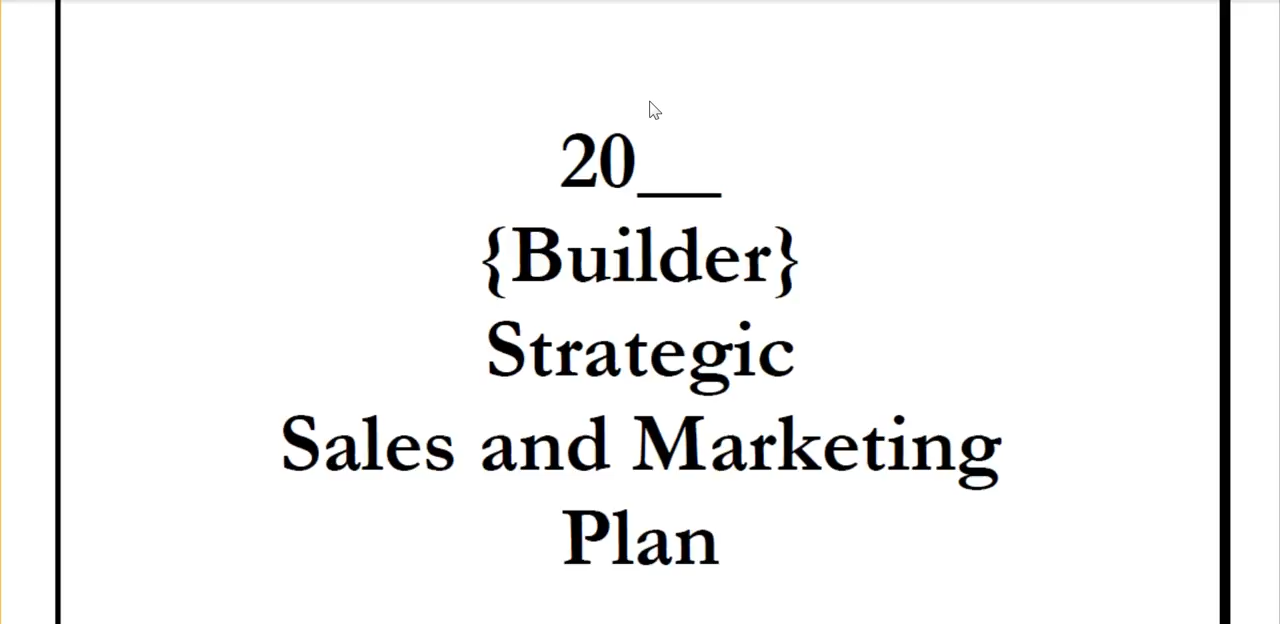 20__
{Builder}
Strategic
Sales and Marketing
Plan